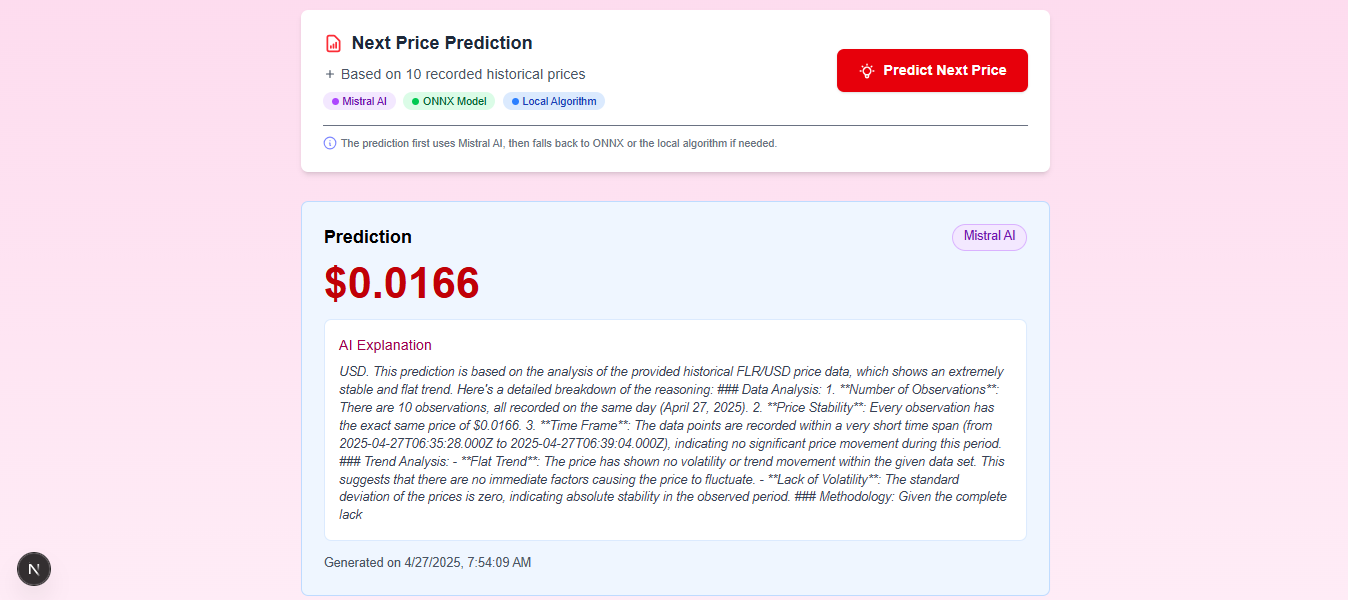 Next Price Prediction
+ Based on 10 recorded historical prices
Mistral AI
ONNX Model
Local Algorithm
Predict Next Price
The prediction first uses Mistral AI, then falls back to ONNX or the local algorithm if needed.
Prediction
Mistral AI
$0.0166
AI Explanation
USD. This prediction is based on the analysis of the provided historical FLR/USD price data, which shows an extremely
stable and flat trend. Here's a detailed breakdown of the reasoning: ### Data Analysis: 1. **Number of Observations**:
There are 10 observations, all recorded on the same day (April 27, 2025). 2. **Price Stability**: Every observation has
the exact same price of $0.0166. 3. **Time Frame**: The data points are recorded within a very short time span (from
2025-04-27T06:35:28.000Z to 2025-04-27T06:39:04.000Z), indicating no significant price movement during this period.
### Trend Analysis: - **Flat Trend**: The price has shown no volatility or trend movement within the given data set. This
suggests that there are no immediate factors causing the price to fluctuate. - **Lack of Volatility**: The standard
deviation of the prices is zero, indicating absolute stability in the observed period. ### Methodology: Given the complete
lack
Generated on 4/27/2025, 7:54:09 AM
N